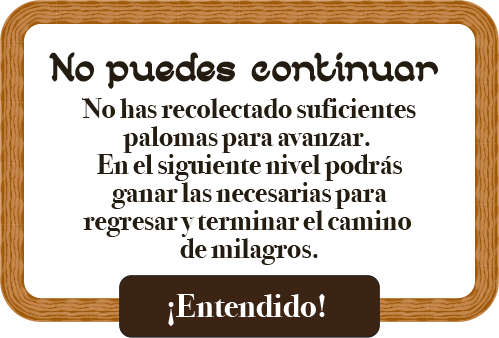 No puedes continuar
No has recolectado suficientes
palomas para avanzar.
En el siguiente nivel podrás
ganar las necesarias para
regresar y terminar el camino
de milagros.
¡Entendido!